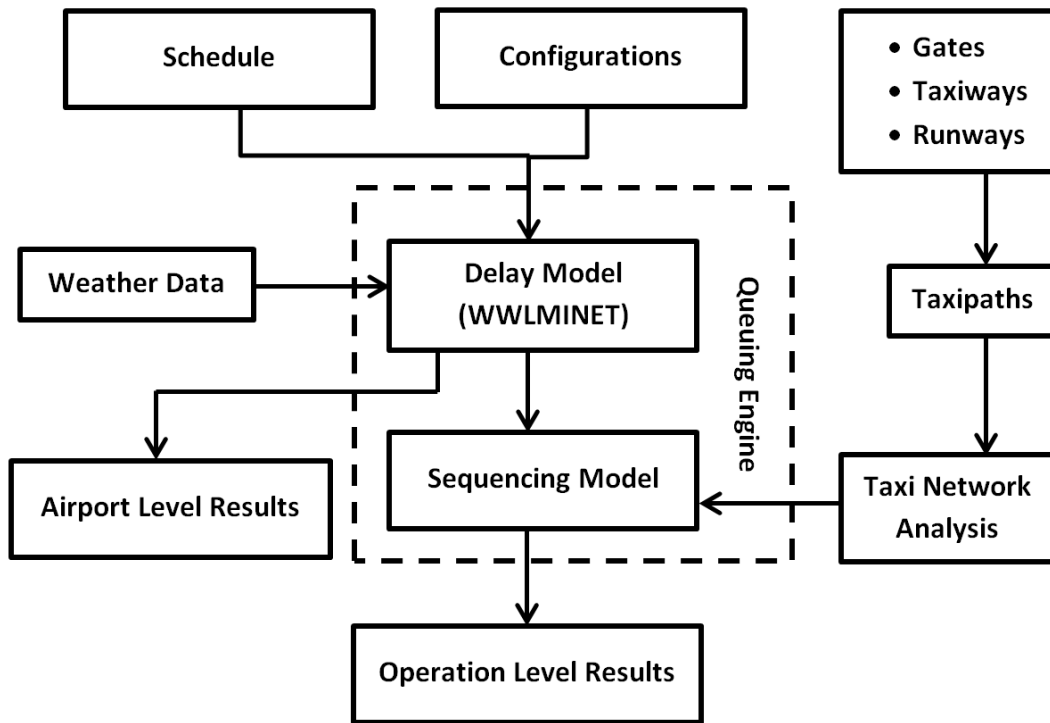 Schedule
Configurations
• Gates
• Taxiways
• Runways
Weather Data
Delay Model
(WWLMINET)
Queuing Engine
Taxipaths
Airport Level Results
Sequencing Model
Taxi Network
Analysis
Operation Level Results